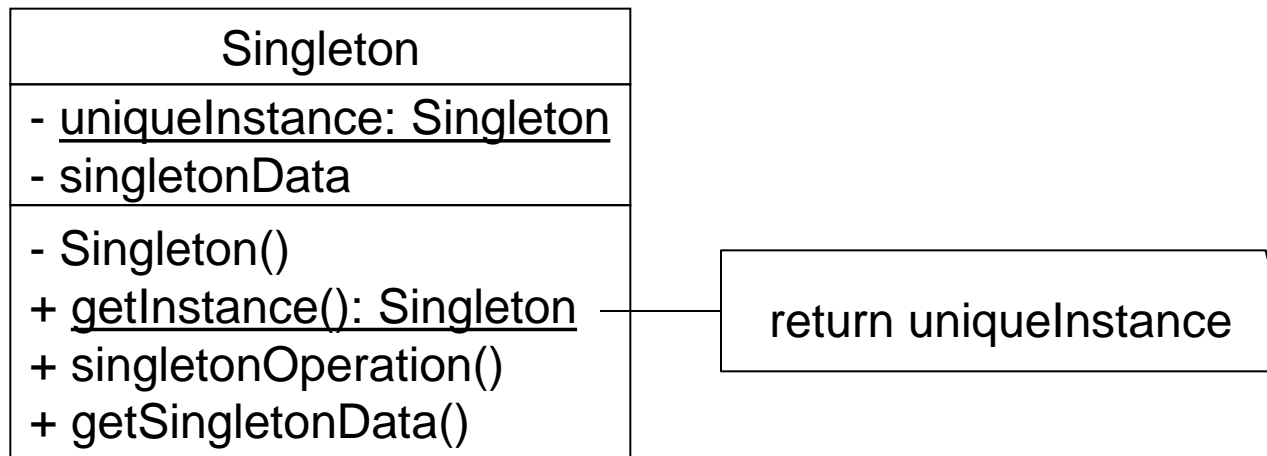 Singleton
- uniqueInstance: Singleton
- singletonData
- Singleton()
+ getInstance(): Singleton
return uniqueInstance
+ singletonOperation()
+ getSingletonData()